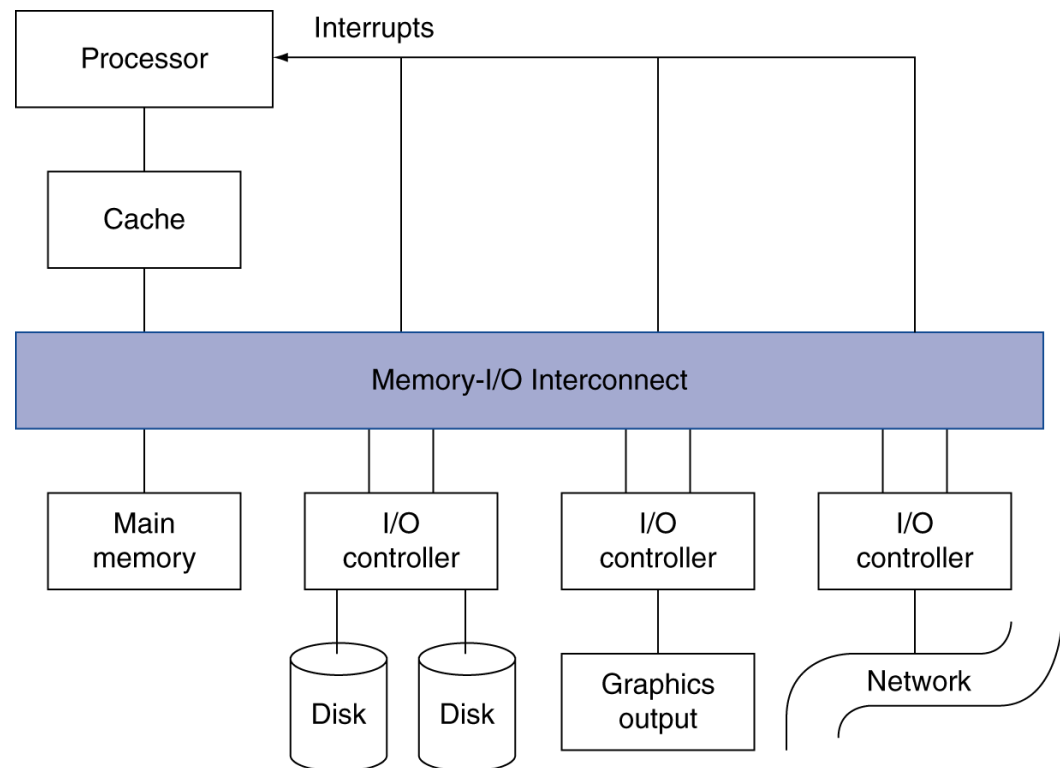 Interrupts
Processor
Cache
Memory-I/O Interconnect
Main
memory
I/O
controller
I/O
controller
I/O
controller
Disk
Disk
Graphics
output
Network